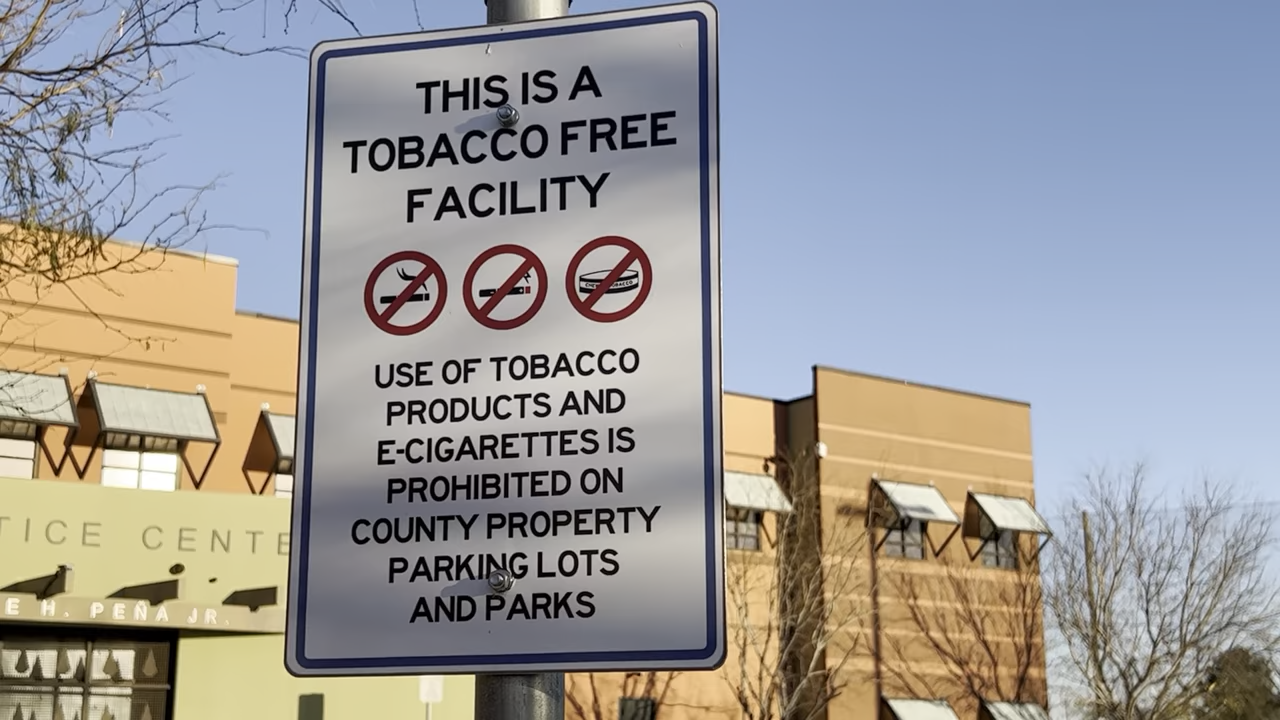 THIS IS A
TOBACCO FREE
FACILITY
USE OF TOBACCO
PRODUCTS AND
E-CIGARETTES IS
PROHIBITED ON
COUNTY PROPERTY
PARKING LOTS
AND PARKS
TICE CENTE
E H. PEÑA JR.